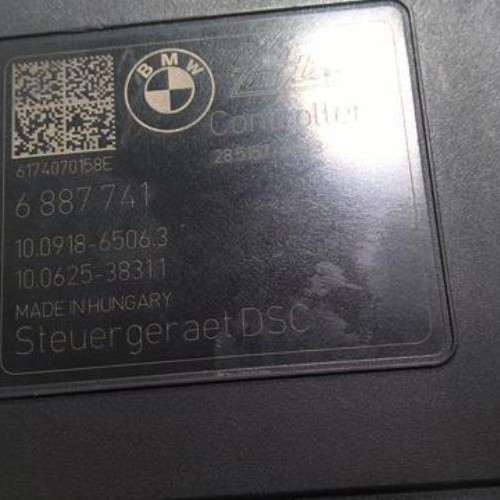 BMW
Controller
6174070158E
6 887 741
10.0918-6506.3
10.0625-38311
MADE IN HUNGARY
Steuergeraet DSC